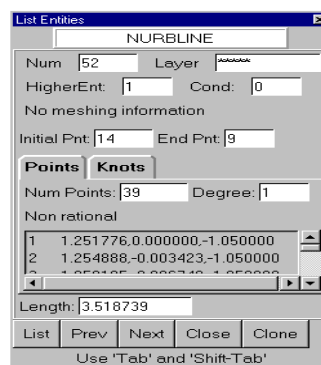 List Entities
NURBLINE
Num 52 Layer *****
HigherEnt: 1 Cond: 0
No meshing information
Initial Pnt: 14 End Pnt: 9
Points Knots
Num Points: 39 Degree: 1
Non rational
1 1.251776,0.000000,-1.050000
2 1.254888,-0.003423,-1.050000
Length: 3.518739
List Prev Next Close Clone
Use 'Tab' and 'Shift-Tab'